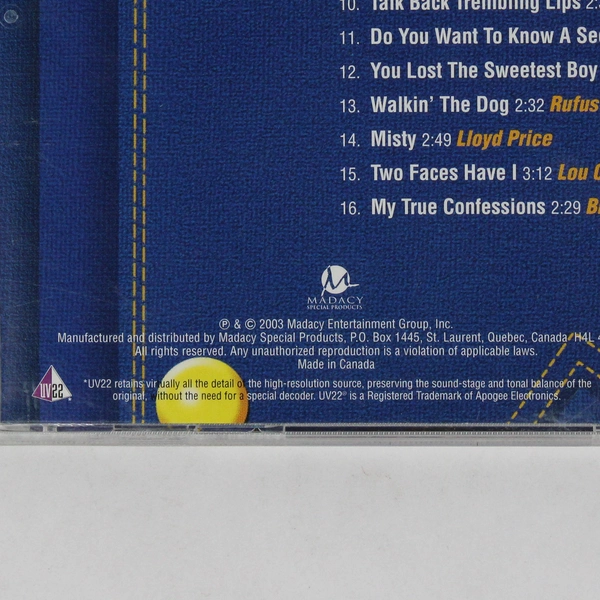 10. Talk Back Trembling Lips 2:
11. Do You Want To Know A Se
12. You Lost The Sweetest Boy
13. Walkin' The Dog 2:32 Rufus
14. Misty 2:49 Lloyd Price
15. Two Faces Have I 3:12 Lou
16. My True Confessions 2:29 B
M
MADACY
SPECIAL PRODUCTS
℗ & © 2003 Madacy Entertainment Group, Inc.
Manufactured and distributed by Madacy Special Products, P.O. Box 1445, St. Laurent, Quebec, Canada H4L
All rights reserved. Any unauthorized reproduction is a violation of applicable laws.
Made in Canada
UV22
*UV22 retains virtually all the detail of the high-resolution source, preserving the sound-stage and tonal balance of the
original, without the need for a special decoder. UV22® is a Registered Trademark of Apogee Electronics.